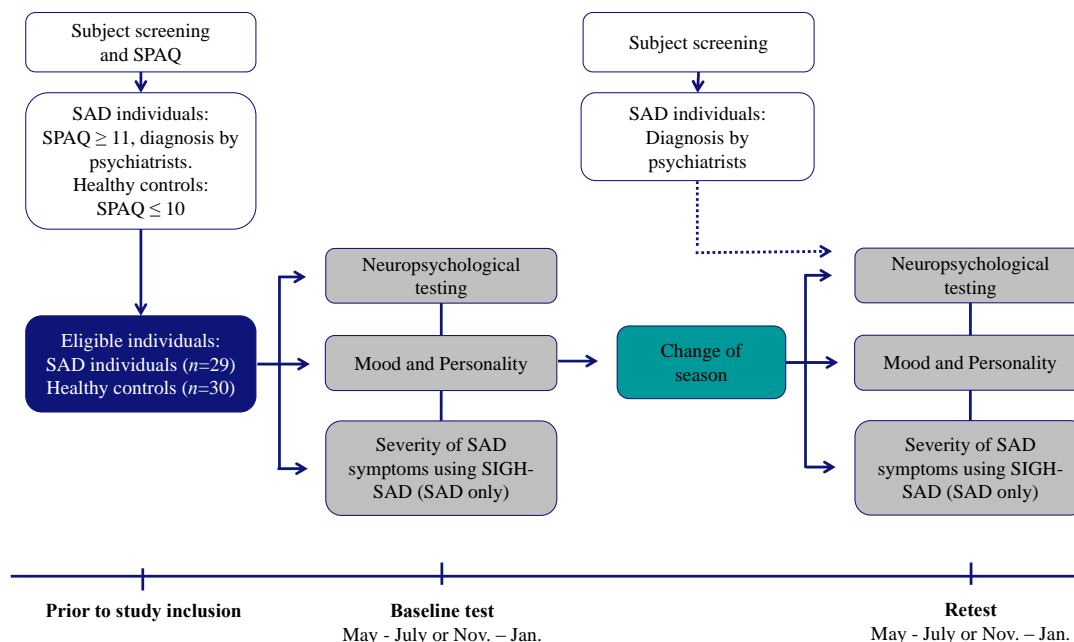 Subject screening
and SPAQ
SAD individuals:
SPAQ ≥ 11, diagnosis by
psychiatrists.
Healthy controls:
SPAQ ≤ 10
Eligible individuals:
SAD individuals (n=29)
Healthy controls (n=30)
Neuropsychological
testing
Mood and Personality
Severity of SAD
symptoms using SIGH-
SAD (SAD only)
Subject screening
SAD individuals:
Diagnosis by
psychiatrists
Change of
season
Neuropsychological
testing
Mood and Personality
Severity of SAD
symptoms using SIGH-
SAD (SAD only)
Prior to study inclusion
Baseline test
May - July or Nov. – Jan.
Retest
May - July or Nov. – Jan.